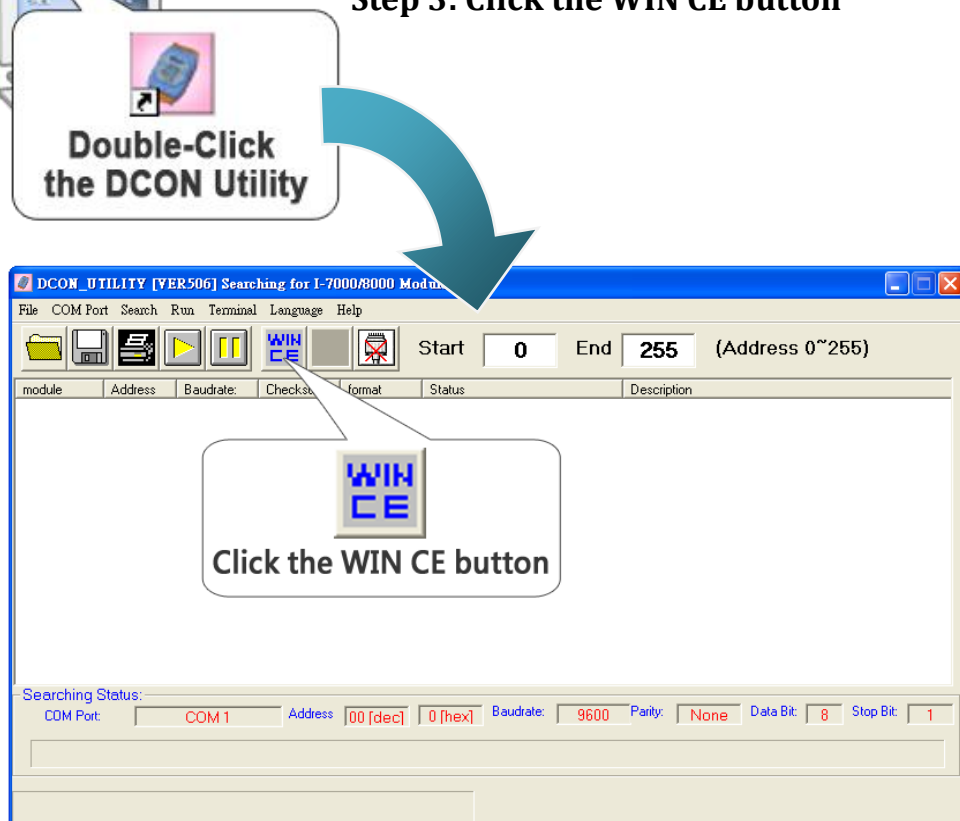 Step 3: Click the WIN CE button
Double-Click
the DCON Utility
DCON_UTILITY [VER506] Searching for I-7000/8000
File COM Port Search Run Terminal Language Help
WIN CE Start 0 End 255 (Address 0~255)
module Address Baudrate: format Status Description
WIN
CE
Click the WIN CE button
Searching Status:
COM Port: COM 1 Address 00 [dec] 0 [hex] Baudrate: 9600 Parity: None Data Bit: 8 Stop Bit: 1